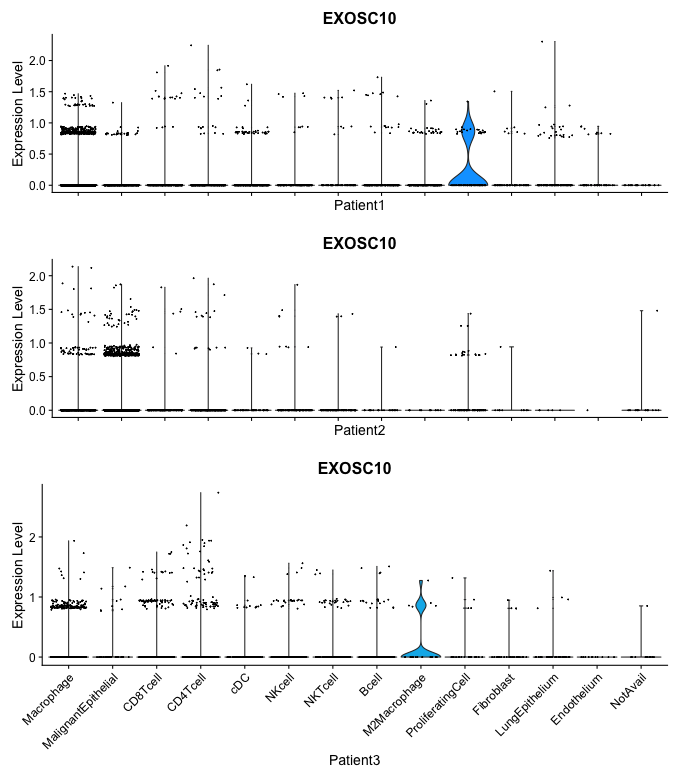 EXOSC10
Expression Level
2.0
1.5
1.0
0.5
0.0
Patient1
EXOSC10
Expression Level
2.0
1.5
1.0
0.5
0.0
Patient2
EXOSC10
Expression Level
2
1
0
Macrophage
MalignantEpithelial
CD8Tcell
CD4Tcell
cDC
NKcell
NKTcell
Bcell
M2Macrophage
ProliferatingCell
Fibroblast
LungEpithelium
Endothelium
NotAvail
Patient3